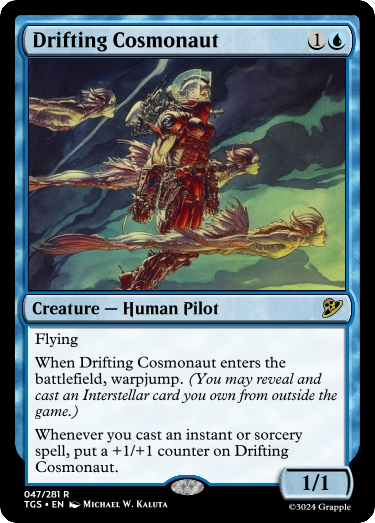 Drifting Cosmonaut 1
Creature — Human Pilot
Flying
When Drifting Cosmonaut enters the
battlefield, warpjump. (You may reveal and
cast an Interstellar card you own from outside
the game.)
Whenever you cast an instant or sorcery
spell, put a +1/+1 counter on Drifting
Cosmonaut.
1/1
047/281 R
TGS • EN MICHAEL W. KALUTA
©3024 Grapple